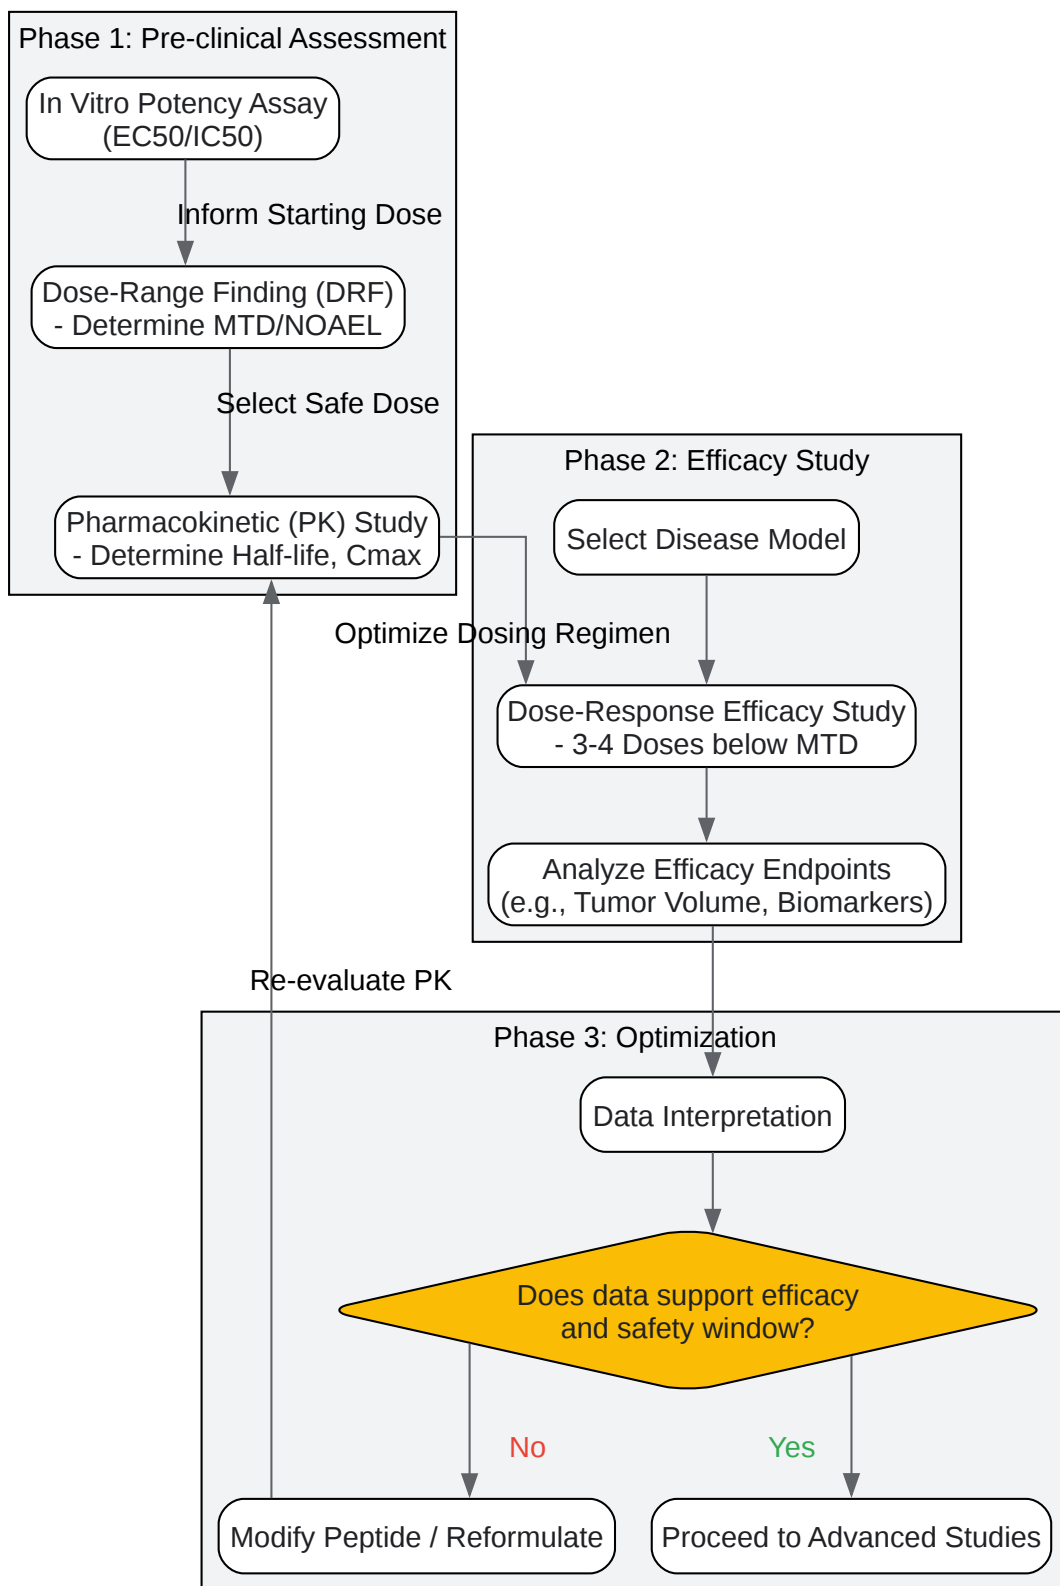 Phase 1: Pre-clinical Assessment
In Vitro Potency Assay
(EC50/IC50)
Inform Starting Dose
Dose-Range Finding (DRF)
- Determine MTD/NOAEL
Select Safe Dose
Pharmacokinetic (PK) Study
- Determine Half-life, Cmax
Phase 2: Efficacy Study
Select Disease Model
Optimize Dosing Regimen
Dose-Response Efficacy Study
- 3-4 Doses below MTD
Analyze Efficacy Endpoints
(e.g., Tumor Volume, Biomarkers)
Re-evaluate PK
Phase 3: Optimization
Data Interpretation
Does data support efficacy
and safety window?
No
Yes
Modify Peptide / Reformulate
Proceed to Advanced Studies